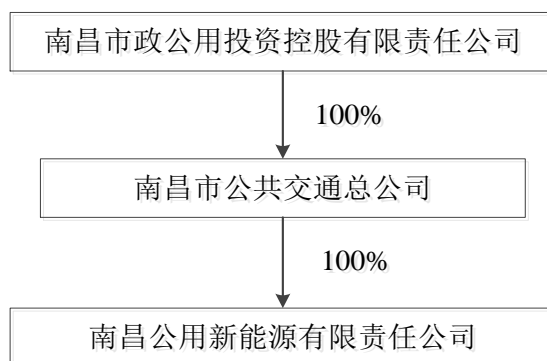 南昌市政公用投资控股有限责任公司
100%
南昌市公共交通总公司
100%
南昌公用新能源有限责任公司